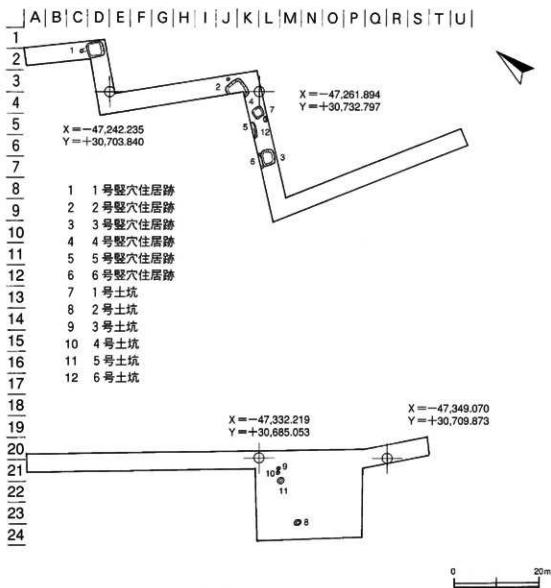 A B C D E F G H I J K L M N O P Q R S T U
1
2
3
4
5
6
7
8
9
10
11
12
13
14
15
16
17
18
19
20
21
22
23
24
1
2
4
7
5
12
6
3
X=−47,242.235
Y=+30,703.840
X=−47,261.894
Y=+30,732.797
1 1号竪穴住居跡
2 2号竪穴住居跡
3 3号竪穴住居跡
4 4号竪穴住居跡
5 5号竪穴住居跡
6 6号竪穴住居跡
7 1号土坑
8 2号土坑
9 3号土坑
10 4号土坑
11 5号土坑
12 6号土坑
X=−47,332.219
Y=+30,685.053
X=−47,349.070
Y=+30,709.873
9
10
11
8
0 20m